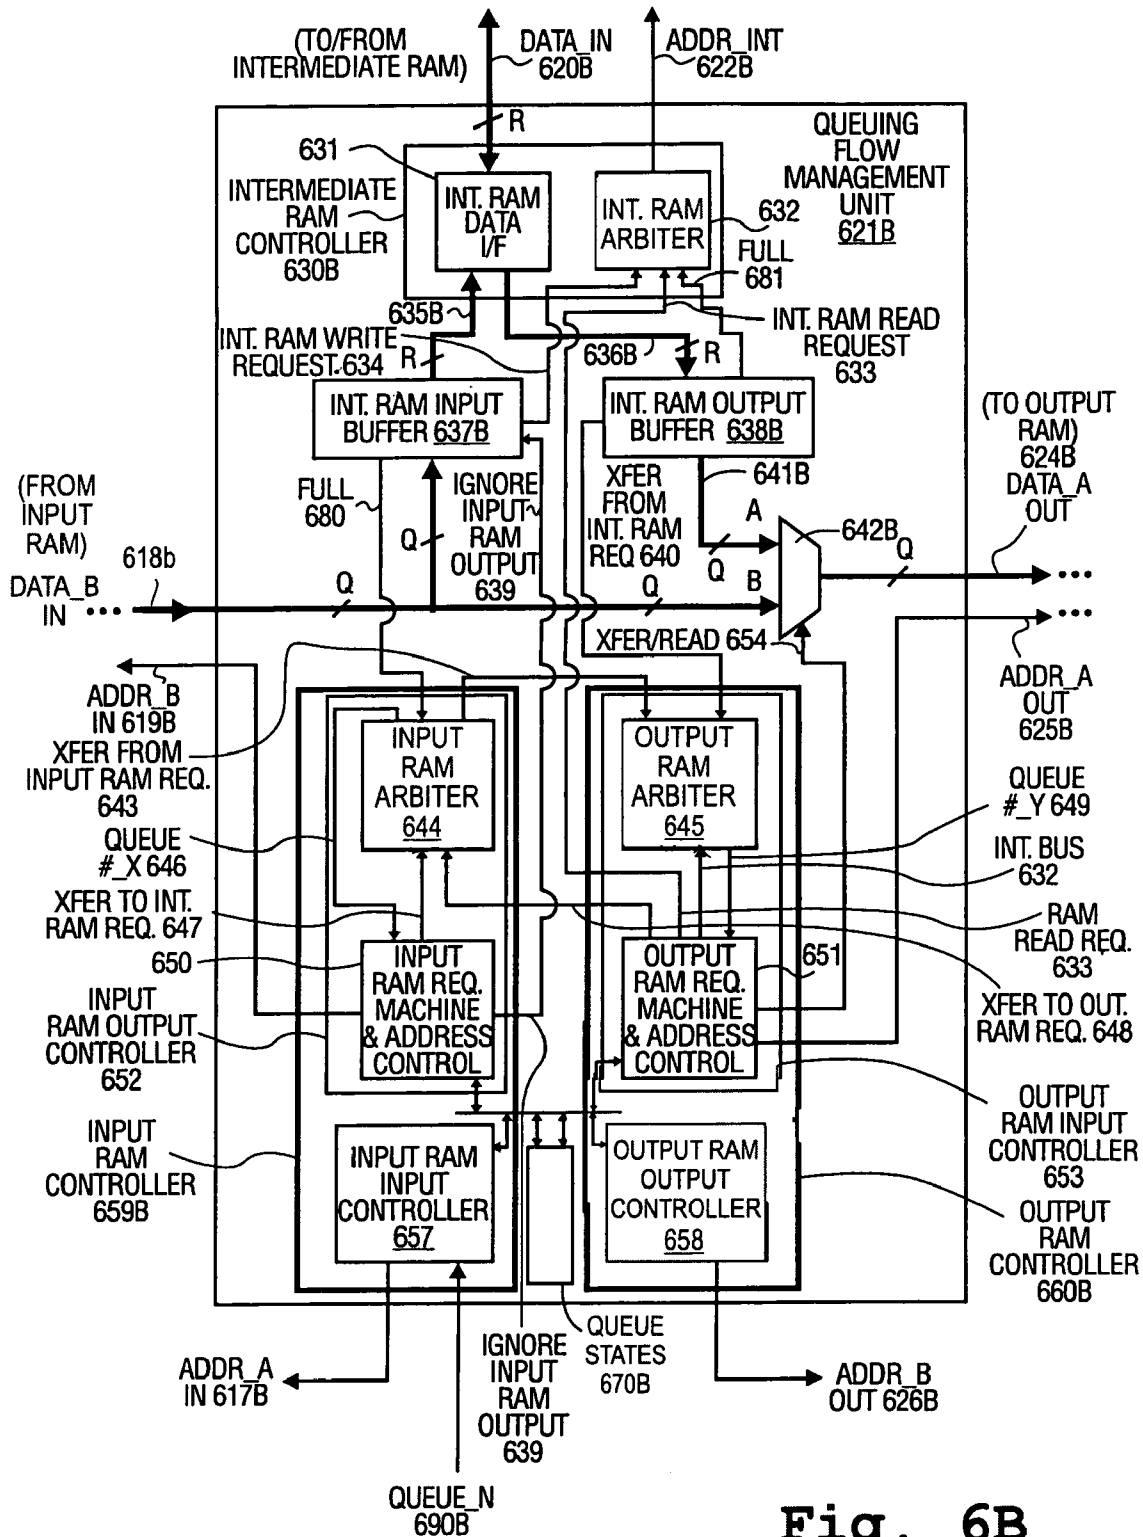 (TO/FROM
INTERMEDIATE RAM)
DATA_IN
620B
ADDR_INT
622B
R
QUEUING
FLOW
MANAGEMENT
UNIT
621B
631
INTERMEDIATE
RAM
CONTROLLER
630B
INT. RAM
DATA
I/F
INT. RAM
ARBITER
632
FULL
681
635B
INT. RAM WRITE
REQUEST 634
R
636B
R
INT. RAM READ
REQUEST
633
INT. RAM INPUT
BUFFER 637B
INT. RAM OUTPUT
BUFFER 638B
(TO OUTPUT
RAM)
624B
DATA_A
OUT
(FROM
INPUT
RAM)
618b
DATA_B
IN
FULL
680
Q
IGNORE
INPUT
RAM
OUTPUT
639
XFER
FROM
INT. RAM
REQ 640
641B
A
Q
642B
Q
Q
Q
B
XFER/READ 654
ADDR_B
IN 619B
ADDR_A
OUT
625B
XFER FROM
INPUT RAM REQ.
643
INPUT
RAM
ARBITER
644
OUTPUT
RAM
ARBITER
645
QUEUE
#_Y 649
INT. BUS
632
QUEUE
#_X 646
XFER TO INT.
RAM REQ. 647
RAM
READ REQ.
633
650
INPUT
RAM REQ.
MACHINE
& ADDRESS
CONTROL
OUTPUT
RAM REQ.
MACHINE
& ADDRESS
CONTROL
651
XFER TO OUT.
RAM REQ. 648
INPUT
RAM OUTPUT
CONTROLLER
652
OUTPUT
RAM INPUT
CONTROLLER
653
INPUT
RAM
CONTROLLER
659B
INPUT RAM
INPUT
CONTROLLER
657
OUTPUT RAM
OUTPUT
CONTROLLER
658
OUTPUT
RAM
CONTROLLER
660B
ADDR_A
IN 617B
IGNORE
INPUT
RAM
OUTPUT
639
QUEUE
STATES
670B
ADDR_B
OUT 626B
QUEUE_N
690B
Fig. 6B